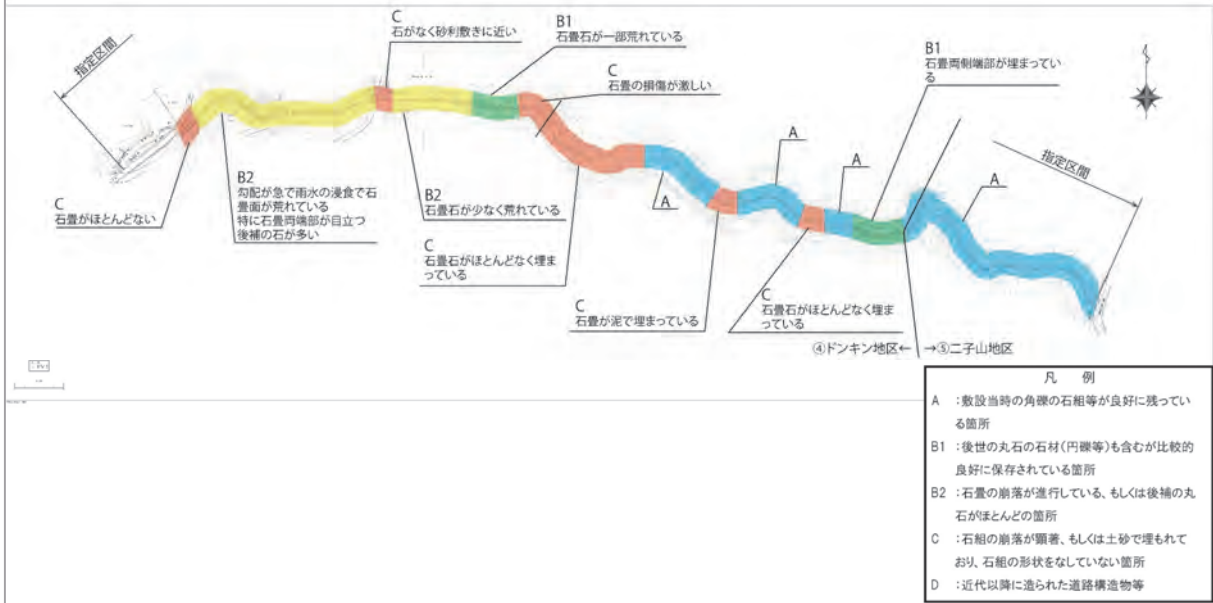 指定区間
C
石がなく砂利敷きに近い
B1
石畳石が一部荒れている
C
石畳の損傷が激しい
B1
石畳両側端部が埋まってい
る
A
A
指定区間
A
C
石畳がほとんどない
B2
勾配が急で雨水の浸食で石
畳面が荒れている
特に石畳両端部が目立つ
後補の石が多い
B2
石畳石が少なく荒れている
A
C
石畳石がほとんどなく埋ま
っている
C
石畳が泥で埋まっている
C
石畳石がほとんどなく埋ま
っている
④ドンキン地区← →⑤二子山地区
凡 例
A :敷設当時の角礫の石組等が良好に残ってい
る箇所
B1 :後世の丸石の石材(円礫等)も含むが比較的
良好に保存されている箇所
B2 :石畳の崩落が進行している、もしくは後補の丸
石がほとんどの箇所
C :石組の崩落が顕著、もしくは土砂で埋もれて
おり、石組の形状をなしていない箇所
D :近代以降に造られた道路構造物等